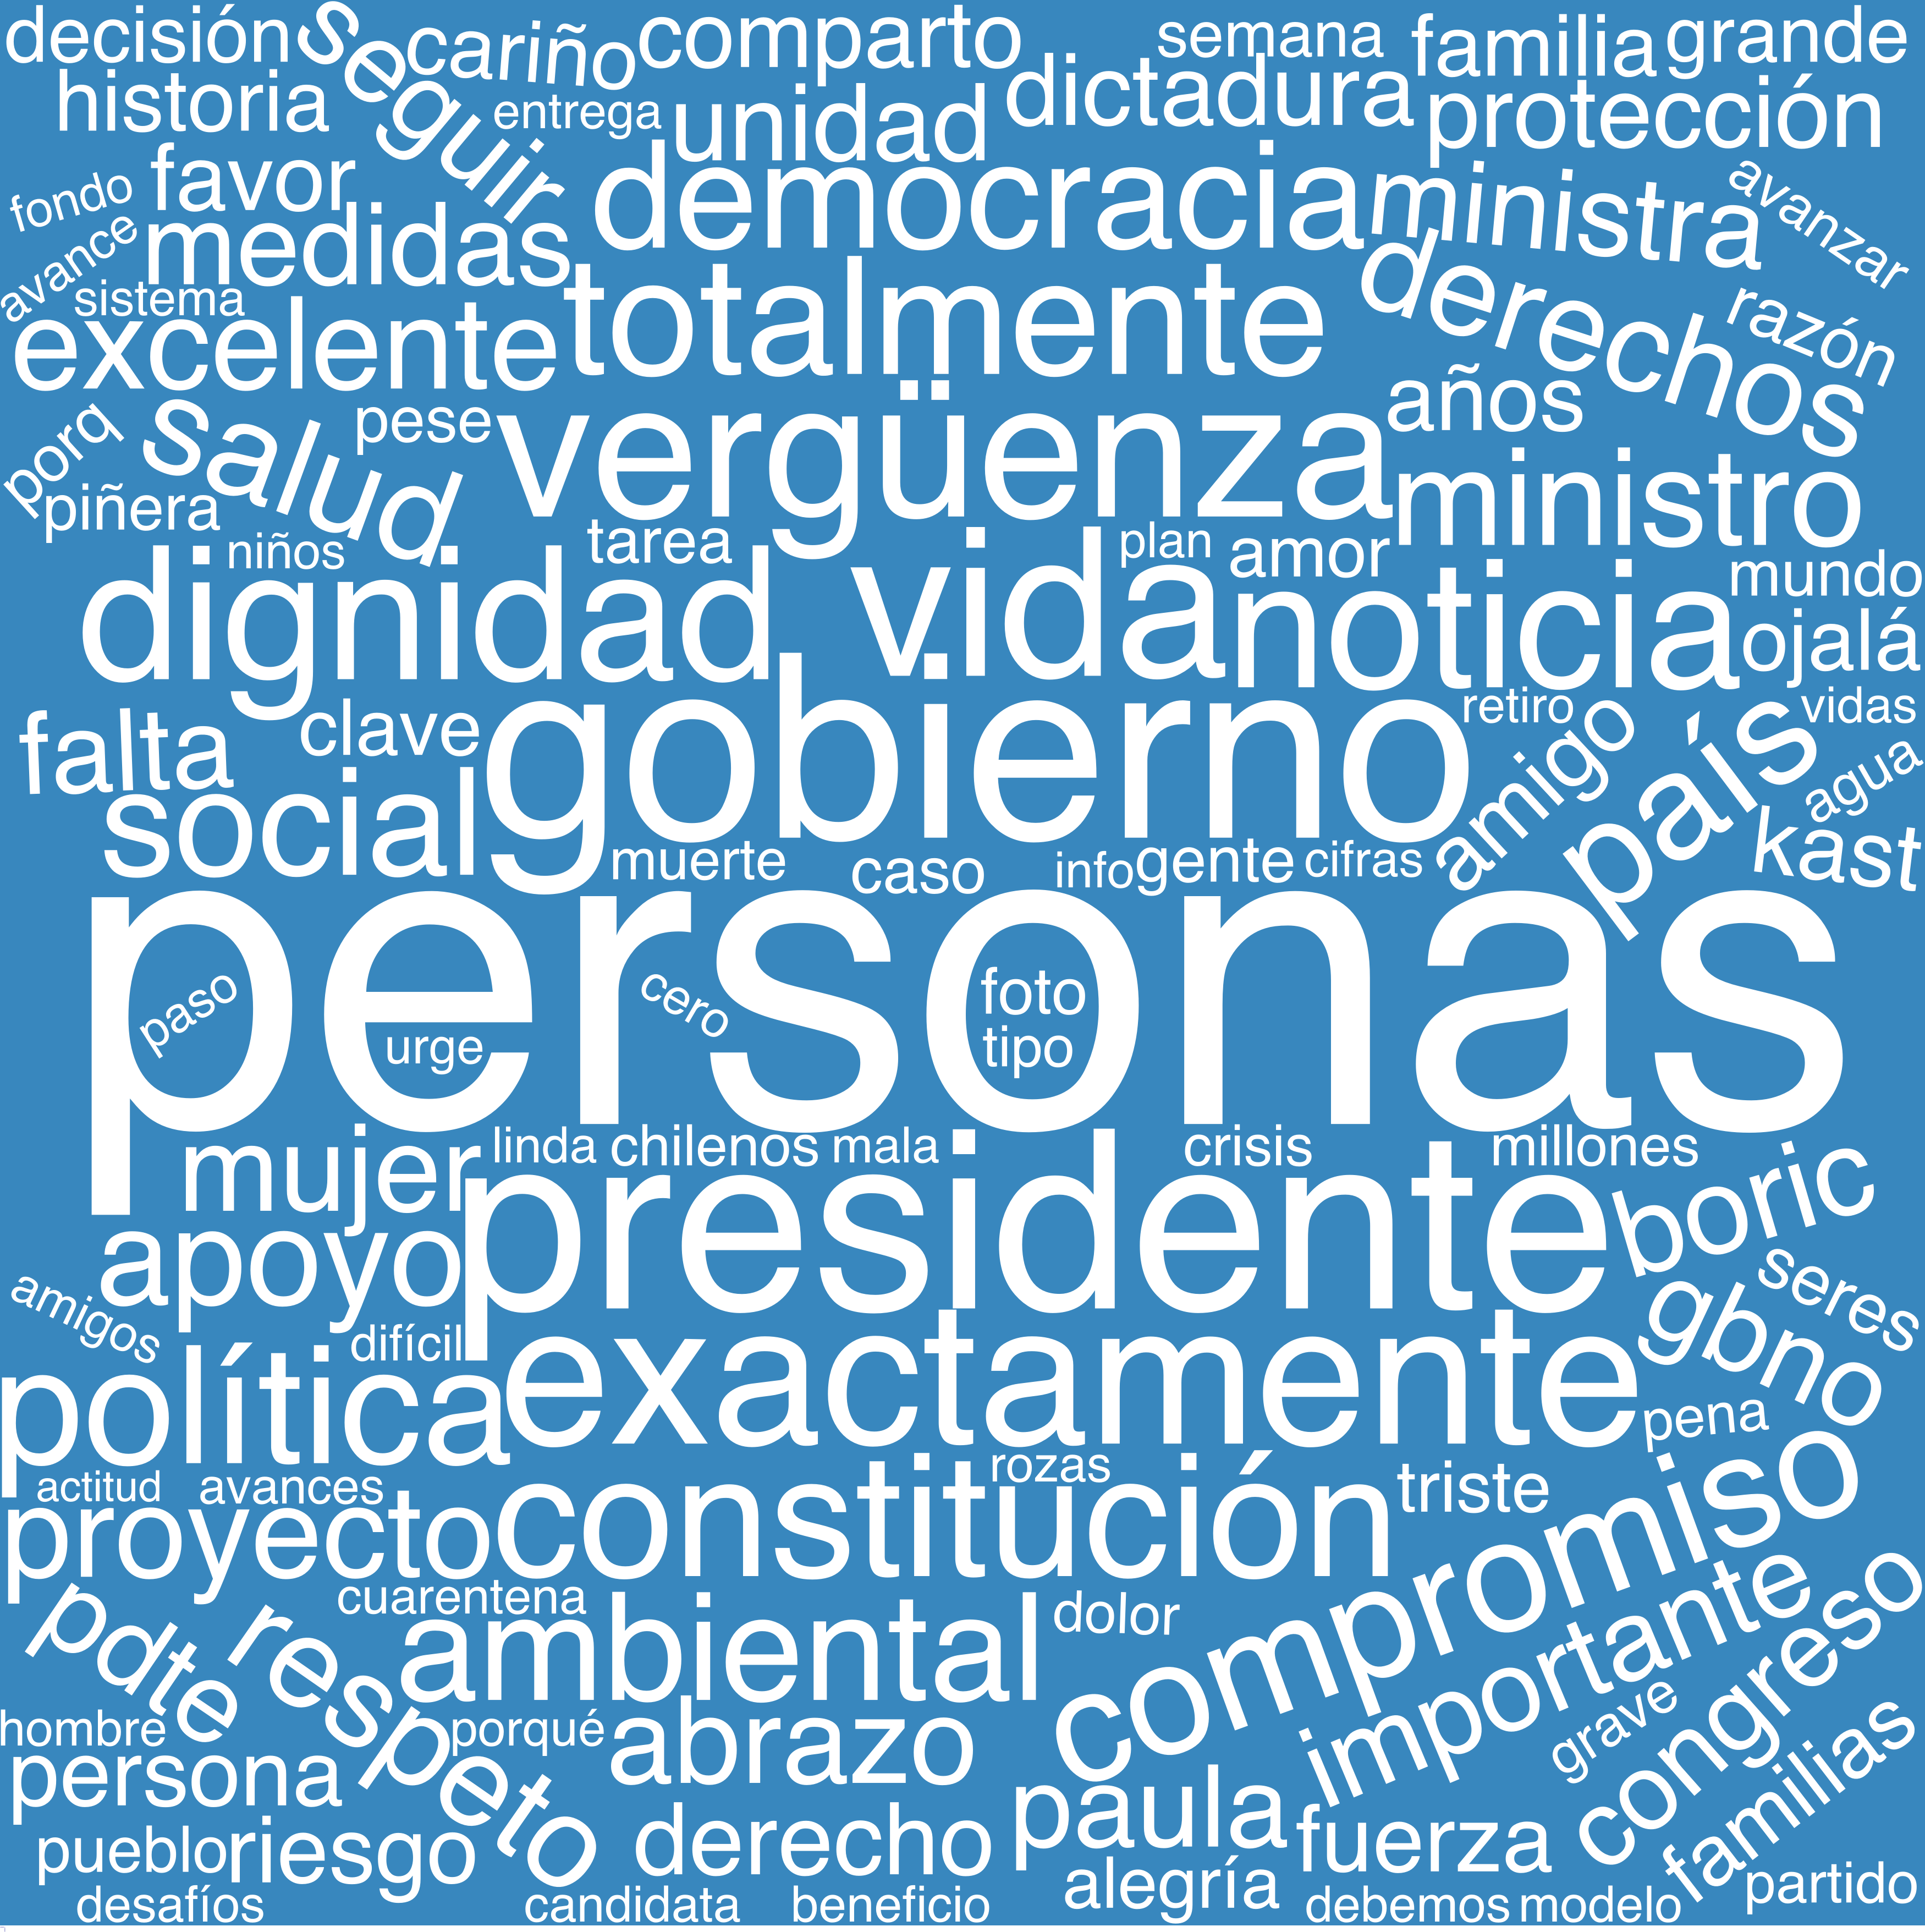 decisión seguir cariño comparto semana familia grande
historia entrega unidad dictadura protección
fondo favor democracia ministra avanzar
avance medidas derechos
sistema excelente totalmente razón
porq salud pese vergüenza años
piñera ministro
niños tarea plan amor mundo
dignidad vida noticia ojalá
falta clave gobierno retiro amigo país vidas
social agua
muerte caso info gente cifras kast
personas
paso cero foto
urge tipo
mujer linda chilenos mala crisis millones
apoyo presidente boric
amigos difícil seres
política exactamente gbno
pena
actitud avances rozas triste
proyecto constitución compromiso
cuarentena dolor importante
pdte respeto ambiental congreso
hombre porqué abrazo grave
persona paula familias
pueblo riesgo derecho fuerza
alegría partido
desafíos candidata beneficio debemos modelo